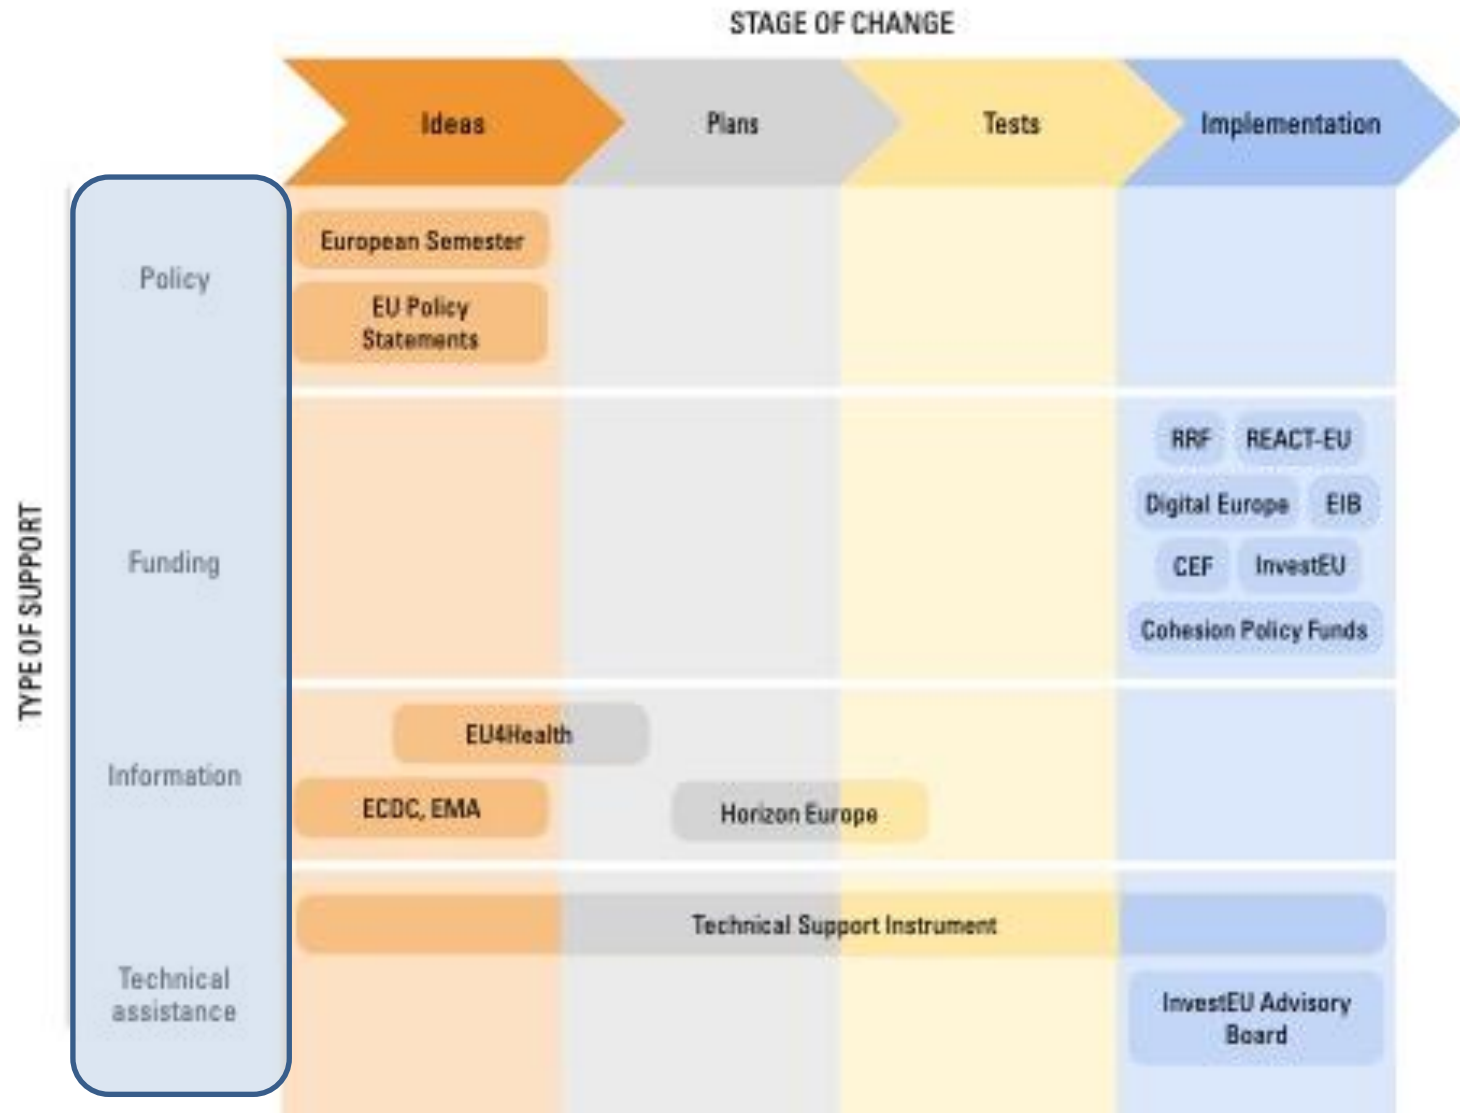 STAGE OF CHANGE
Ideas
Plans
Tests
Implementation
TYPE OF SUPPORT
Policy
European Semester
EU Policy
Statements
Funding
RRF
REACT-EU
Digital Europe
EIB
CEF
InvestEU
Cohesion Policy Funds
Information
EU4Health
ECDC, EMA
Horizon Europe
Technical
assistance
Technical Support Instrument
InvestEU Advisory
Board